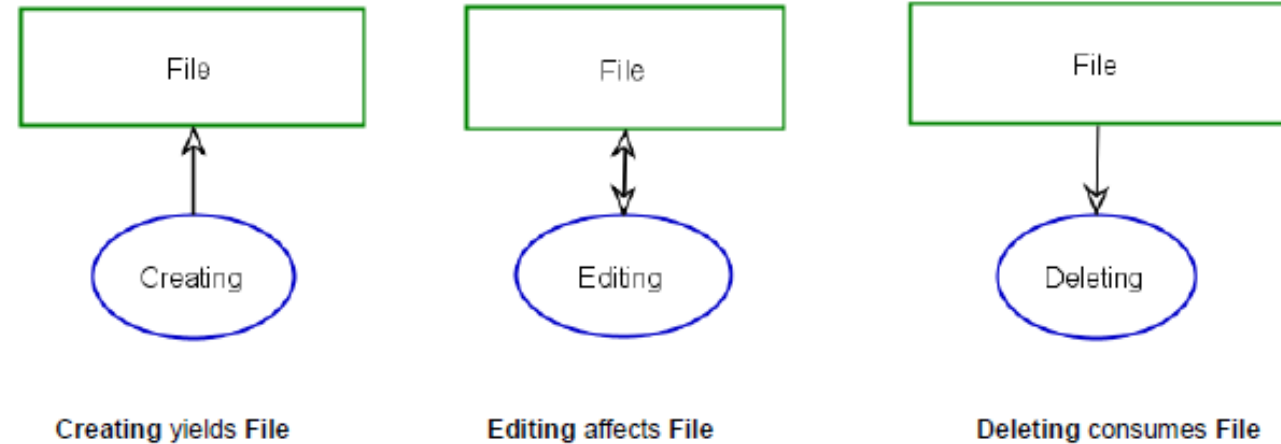 File
File
File
Creating
Editing
Deleting
Creating yields File
Editing affects File
Deleting consumes File